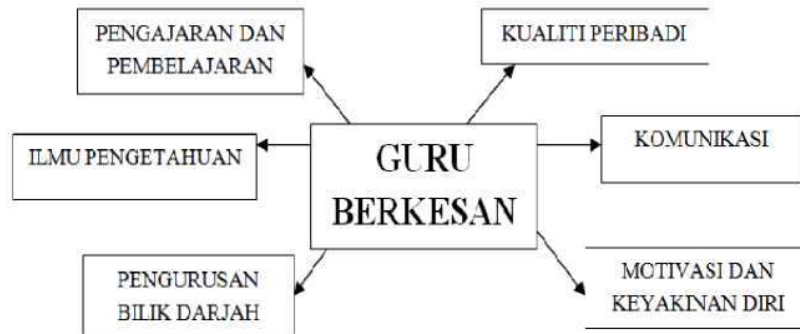 PENGAJARAN DAN
PEMBELAJARAN
KUALITI PERIBADI
ILMU PENGETAHUAN
GURU
BERKESAN
KOMUNIKASI
PENGURUSAN
BILIK DARJAH
MOTIVASI DAN
KEYAKINAN DIRI